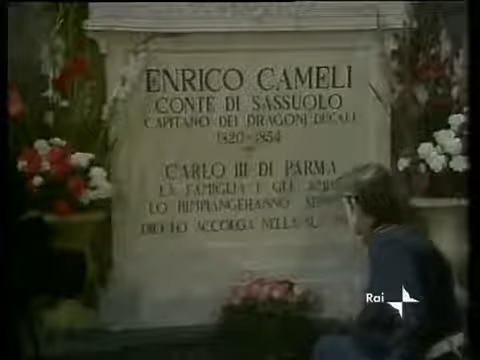 ENRICO CAMELI
CONTE DI SASSUOLO
CAPITANO DEI DRAGONI DUCALI
1820-1854
CARLO III DI PARMA
LA FAMIGLIA E GLI
LO RIMPIANGERANNO
DIO LO ACCOLGA NELLA
Rai